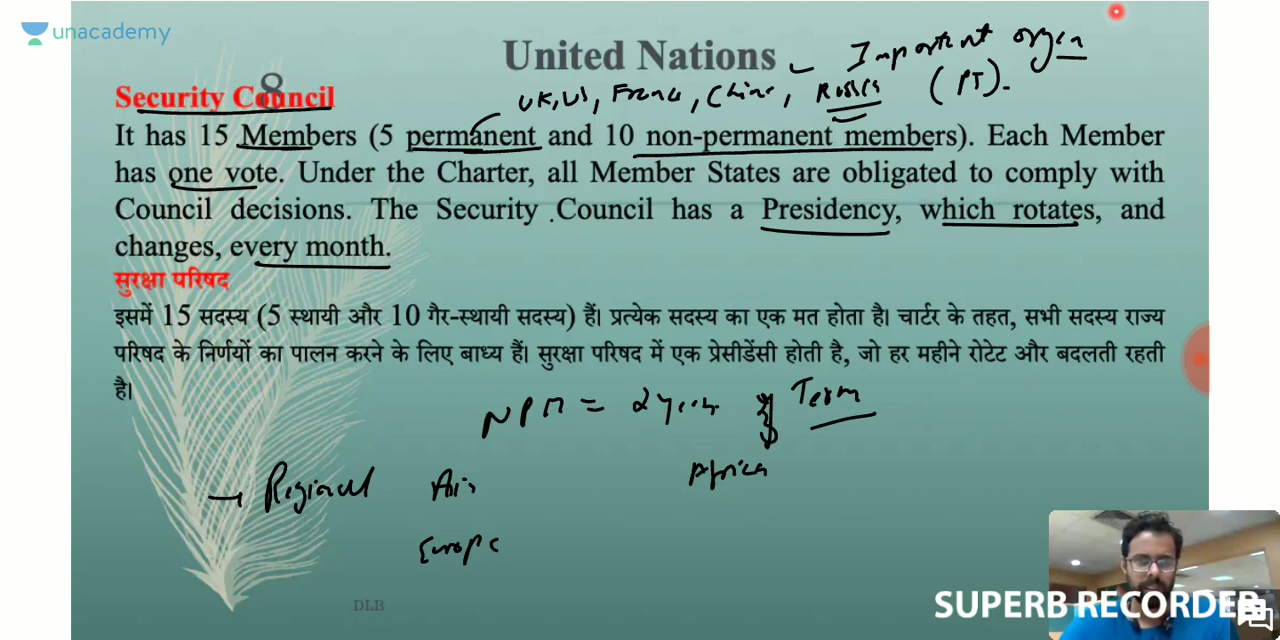 unacademy
United Nations - Important organ
8
Security Council
UK, US, France, China, Russia (PT).
It has 15 Members (5 permanent and 10 non-permanent members). Each Member
has one vote. Under the Charter, all Member States are obligated to comply with
Council decisions. The Security Council has a Presidency, which rotates, and
changes, every month.
सुरक्षा परिषद
इसमें 15 सदस्य (5 स्थायी और 10 गैर-स्थायी सदस्य) हैं। प्रत्येक सदस्य का एक मत होता है। चार्टर के तहत, सभी सदस्य राज्य
परिषद के निर्णयों का पालन करने के लिए बाध्य हैं। सुरक्षा परिषद में एक प्रेसीडेंसी होती है, जो हर महीने रोटेट और बदलती रहती
है।
NPM = 2 years Term
→ Regional Africa
Europe
DLB
SUPERB RECORDER